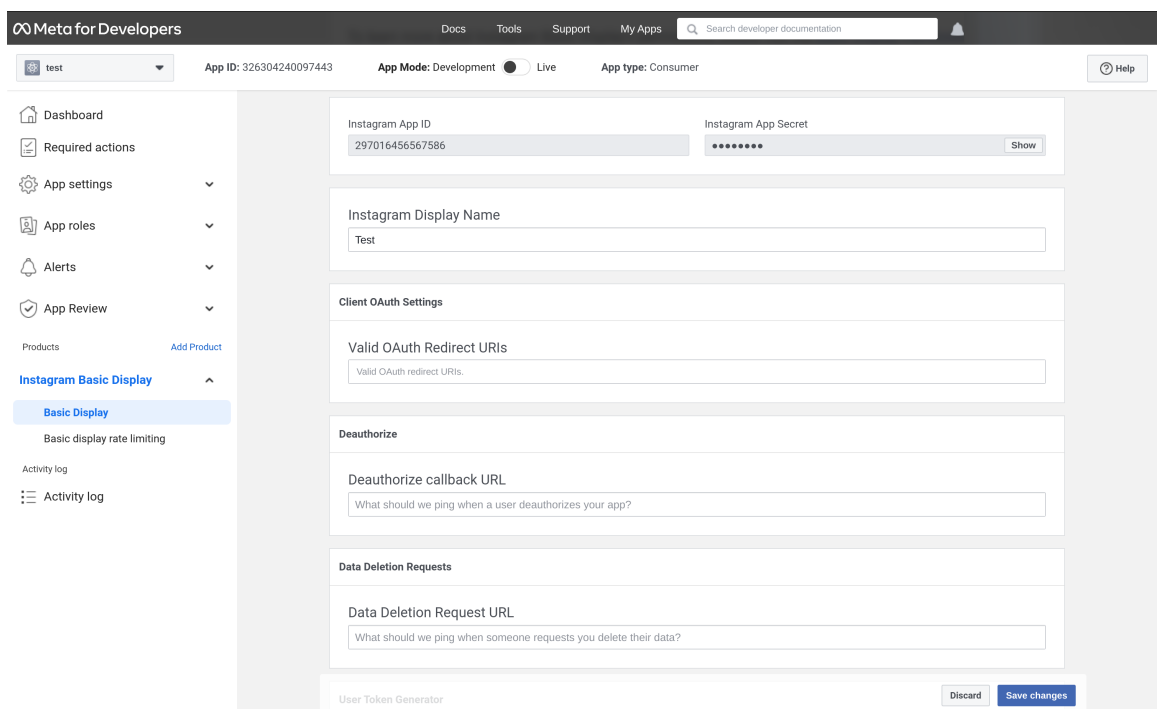 Meta for Developers
Docs Tools Support My Apps Search developer documentation
test App ID: 326304240097443 App Mode: Development Live App type: Consumer Help
Dashboard
Required actions
App settings
App roles
Alerts
App Review
Products Add Product
Instagram Basic Display
Basic Display
Basic display rate limiting
Activity log
Activity log
Instagram App ID Instagram App Secret
297016456567586 ●●●●●●●● Show
Instagram Display Name
Test
Client OAuth Settings
Valid OAuth Redirect URIs
Valid OAuth redirect URIs.
Deauthorize
Deauthorize callback URL
What should we ping when a user deauthorizes your app?
Data Deletion Requests
Data Deletion Request URL
What should we ping when someone requests you delete their data?
User Token Generator
Discard Save changes